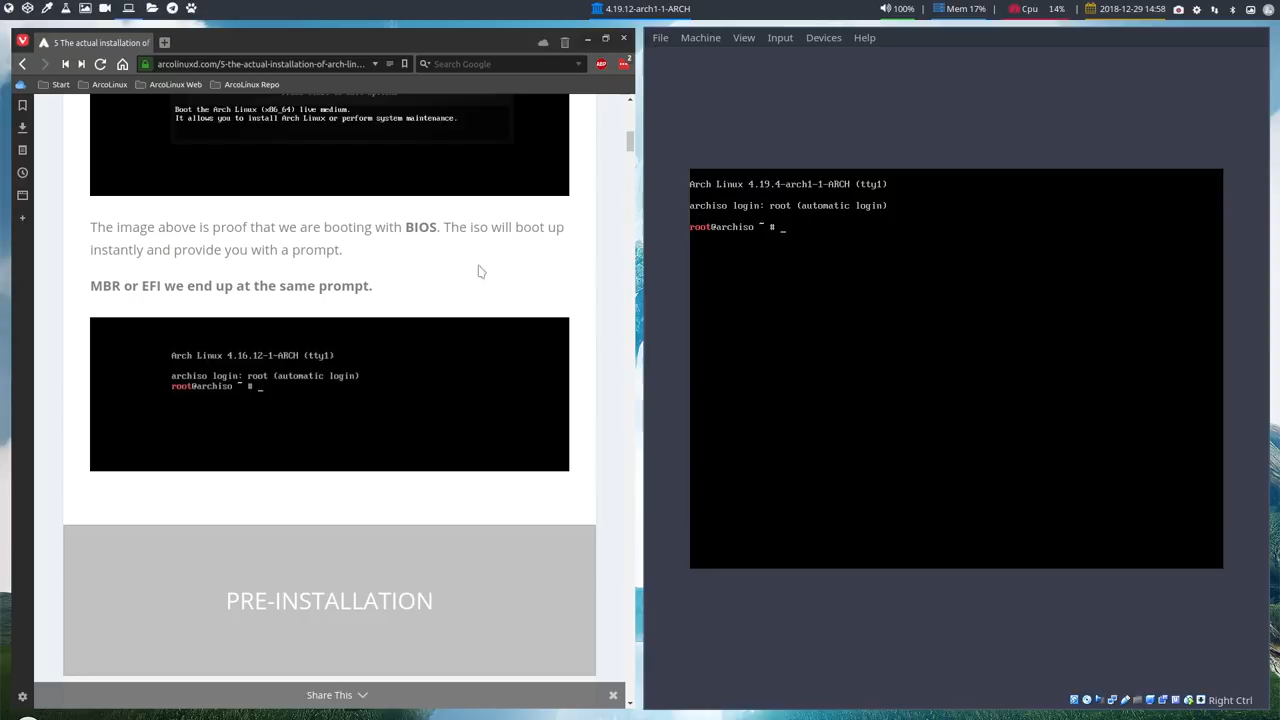 100%
Mem 17%
Cpu 14%
2018-12-29 14:58
5 The actual installation of
arcolinuxd.com/5-the-actual-installation-of-arch-lin...
Search Google
ABP
2
Start
ArcoLinux
ArcoLinux Web
ArcoLinux Repo
Boot the Arch Linux (x86_64) live medium.
It allows you to install Arch Linux or perform system maintenance.
The image above is proof that we are booting with BIOS. The iso will boot up
instantly and provide you with a prompt.
MBR or EFI we end up at the same prompt.
Arch Linux 4.16.12-1-ARCH (tty1)
archiso login: root (automatic login)
root@archiso ~ # _
PRE-INSTALLATION
Share This
File Machine View Input Devices Help
Arch Linux 4.19.4-arch1-1-ARCH (tty1)
archiso login: root (automatic login)
root@archiso ~ # _
Right Ctrl